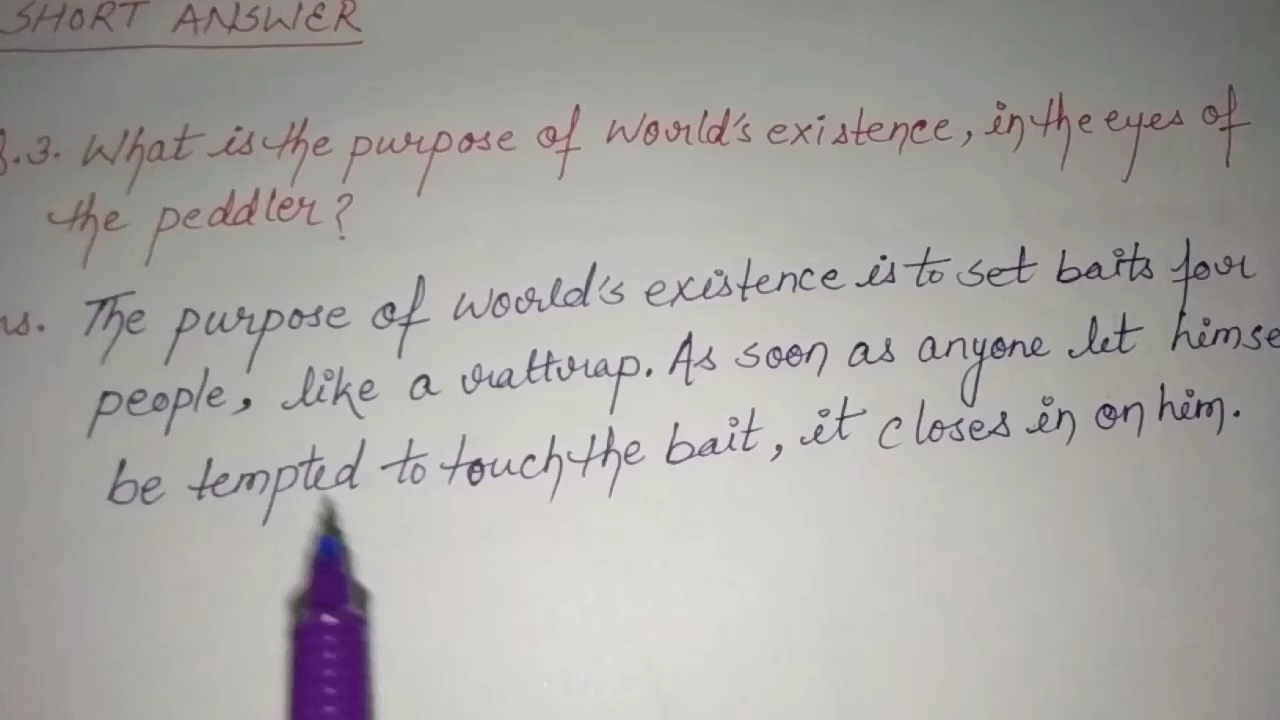 SHORT ANSWER
.3. What is the purpose of world's existence, in the eyes of
the peddler?
The purpose of world's existence is to set baits for
people, like a rattrap. As soon as anyone let himse
be tempted to touch the bait, it closes in on him.